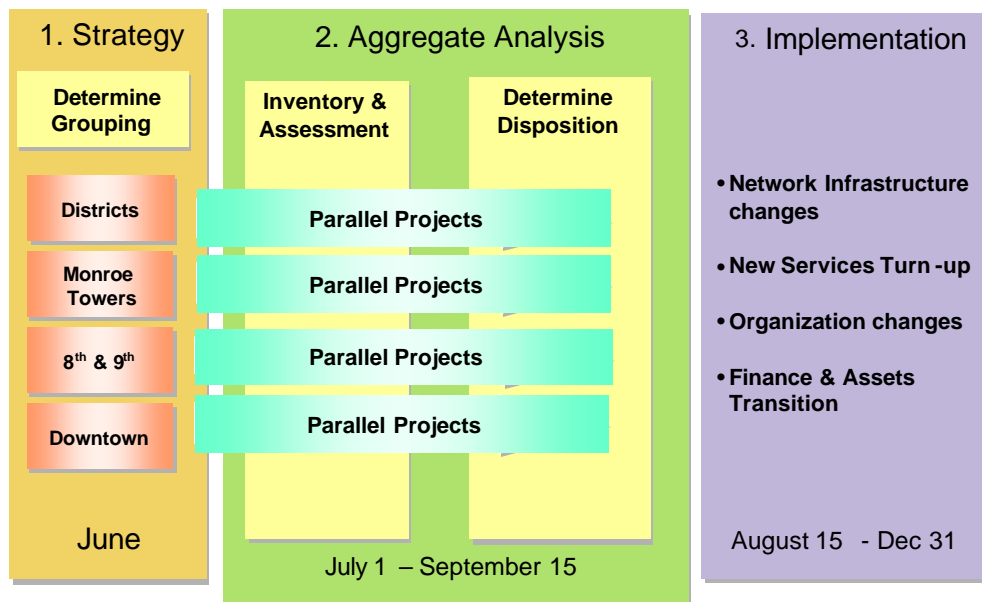 1. Strategy
Determine
Grouping
Districts
Monroe
Towers
8th & 9th
Downtown
June
2. Aggregate Analysis
Inventory &
Assessment
Determine
Disposition
Parallel Projects
Parallel Projects
Parallel Projects
Parallel Projects
July 1 – September 15
3. Implementation
• Network Infrastructure
changes
• New Services Turn -up
• Organization changes
• Finance & Assets
Transition
August 15 - Dec 31